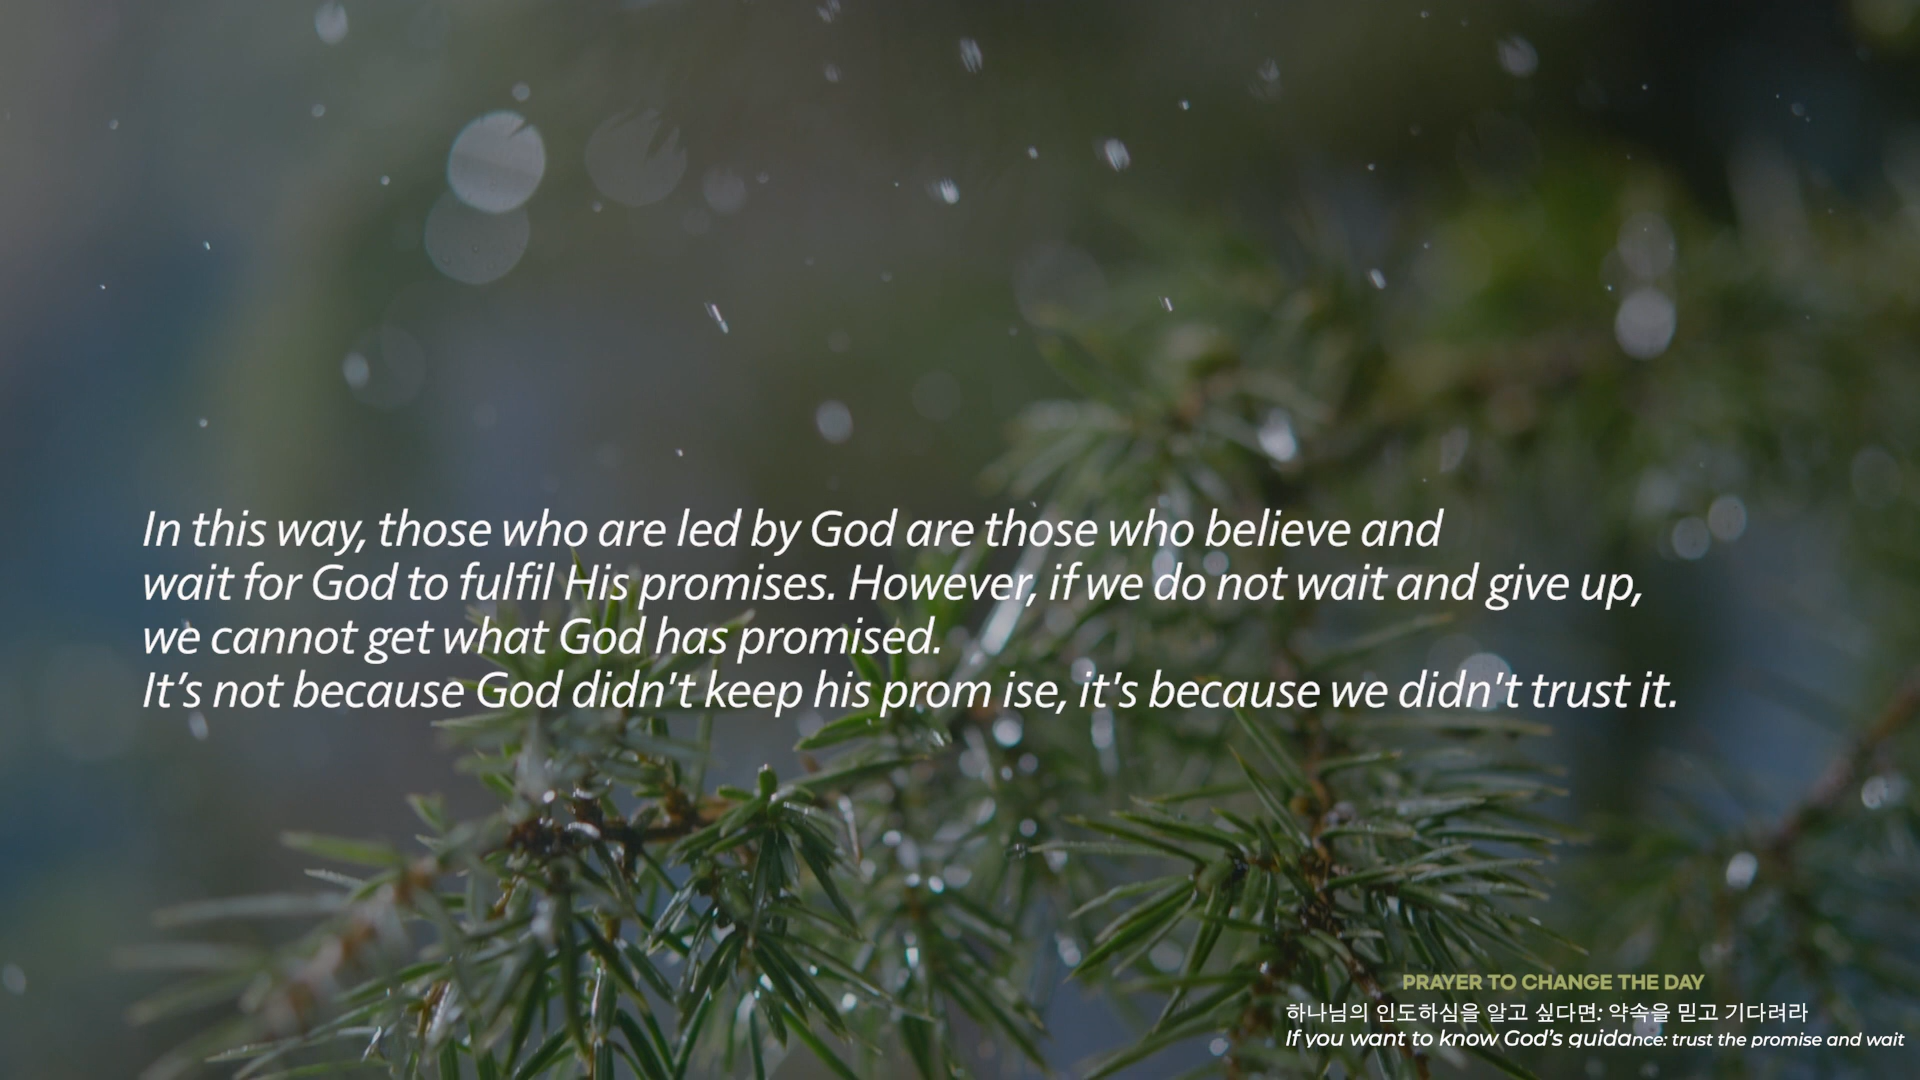 In this way, those who are led by God are those who believe and
wait for God to fulfil His promises. However, if we do not wait and give up,
we cannot get what God has promised.
It’s not because God didn’t keep his prom ise, it’s because we didn’t trust it.
PRAYER TO CHANGE THE DAY
하나님의 인도하심을 알고 싶다면: 약속을 믿고 기다려라
If you want to know God’s guidance: trust the promise and wait